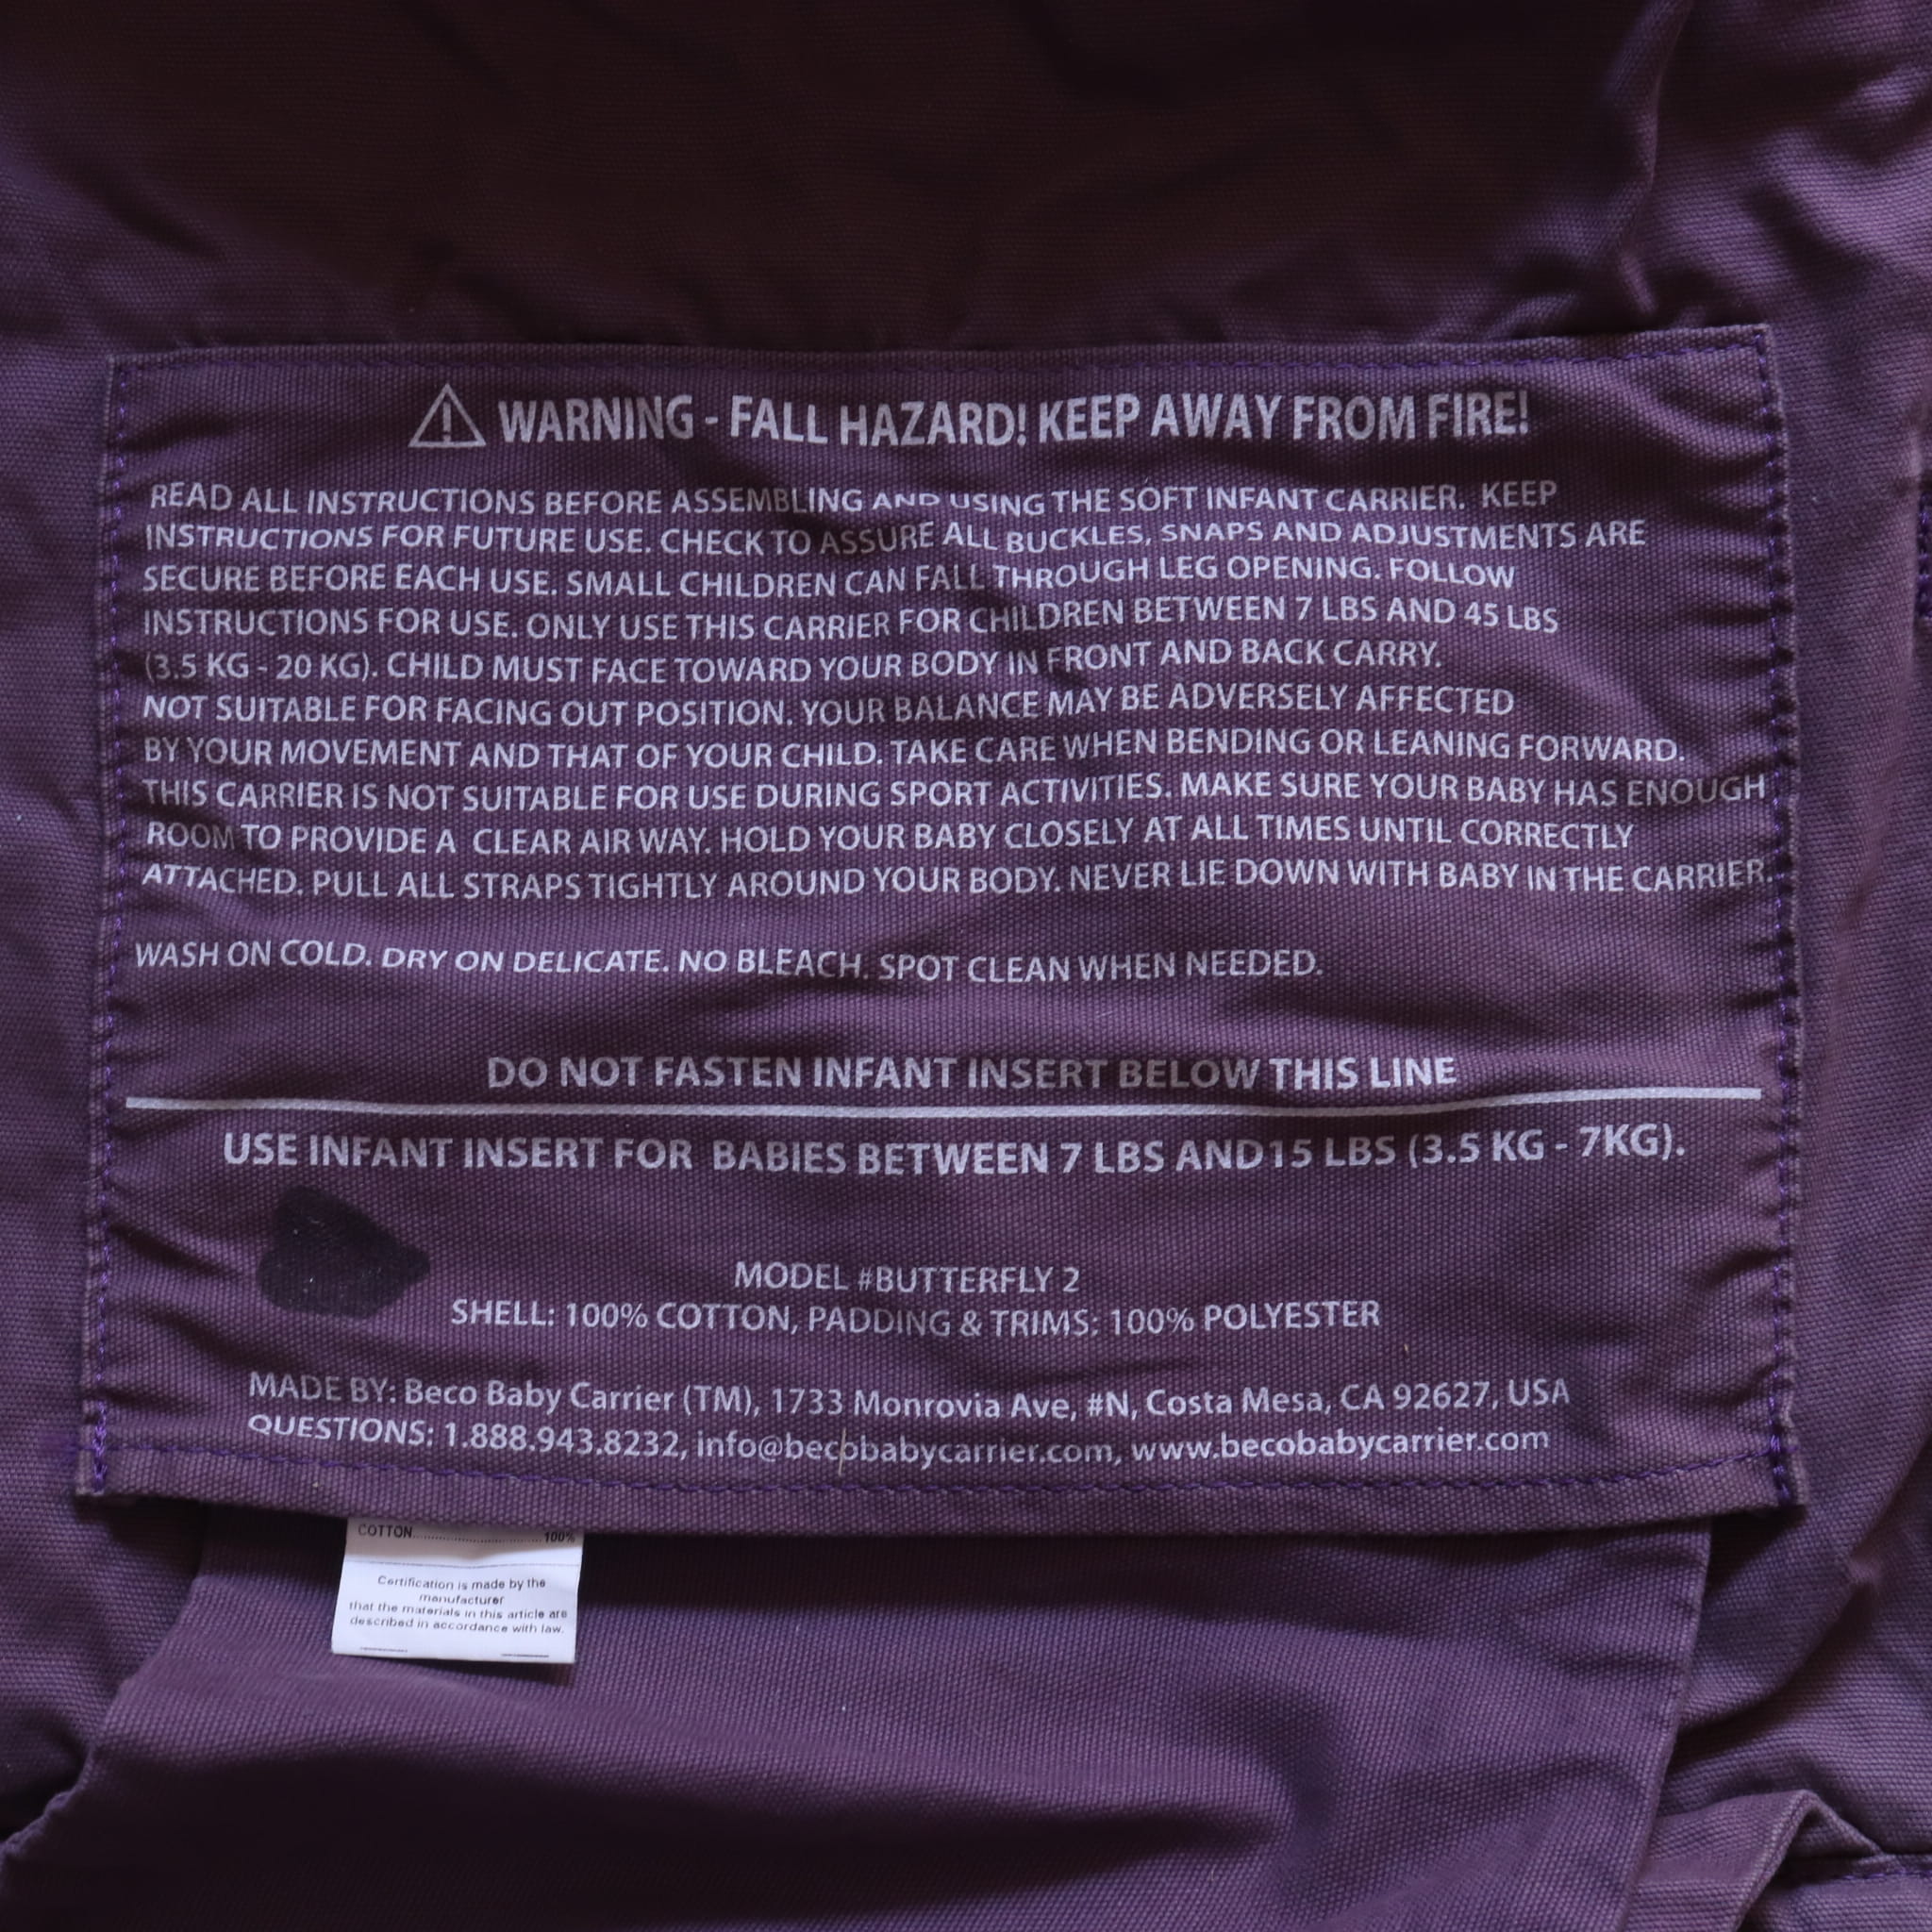 WARNING - FALL HAZARD! KEEP AWAY FROM FIRE!
READ ALL INSTRUCTIONS BEFORE ASSEMBLING AND USING THE SOFT INFANT CARRIER. KEEP
INSTRUCTIONS FOR FUTURE USE. CHECK TO ASSURE ALL BUCKLES, SNAPS AND ADJUSTMENTS ARE
SECURE BEFORE EACH USE. SMALL CHILDREN CAN FALL THROUGH LEG OPENING. FOLLOW
INSTRUCTIONS FOR USE. ONLY USE THIS CARRIER FOR CHILDREN BETWEEN 7 LBS AND 45 LBS
(3.5 KG - 20 KG). CHILD MUST FACE TOWARD YOUR BODY IN FRONT AND BACK CARRY.
NOT SUITABLE FOR FACING OUT POSITION. YOUR BALANCE MAY BE ADVERSELY AFFECTED
BY YOUR MOVEMENT AND THAT OF YOUR CHILD. TAKE CARE WHEN BENDING OR LEANING FORWARD.
THIS CARRIER IS NOT SUITABLE FOR USE DURING SPORT ACTIVITIES. MAKE SURE YOUR BABY HAS ENOUGH
ROOM TO PROVIDE A CLEAR AIR WAY. HOLD YOUR BABY CLOSELY AT ALL TIMES UNTIL CORRECTLY
ATTACHED. PULL ALL STRAPS TIGHTLY AROUND YOUR BODY. NEVER LIE DOWN WITH BABY IN THE CARRIER.
WASH ON COLD. DRY ON DELICATE. NO BLEACH. SPOT CLEAN WHEN NEEDED.
DO NOT FASTEN INFANT INSERT BELOW THIS LINE
USE INFANT INSERT FOR BABIES BETWEEN 7 LBS AND15 LBS (3.5 KG - 7KG).
MODEL #BUTTERFLY 2
SHELL: 100% COTTON, PADDING & TRIMS: 100% POLYESTER
MADE BY: Beco Baby Carrier (TM), 1733 Monrovia Ave, #N, Costa Mesa, CA 92627, USA
QUESTIONS: 1.888.943.8232, info@becobabycarrier.com, www.becobabycarrier.com
COTTON..............................100%
Certification is made by the
manufacturer
that the materials in this article are
described in accordance with law.